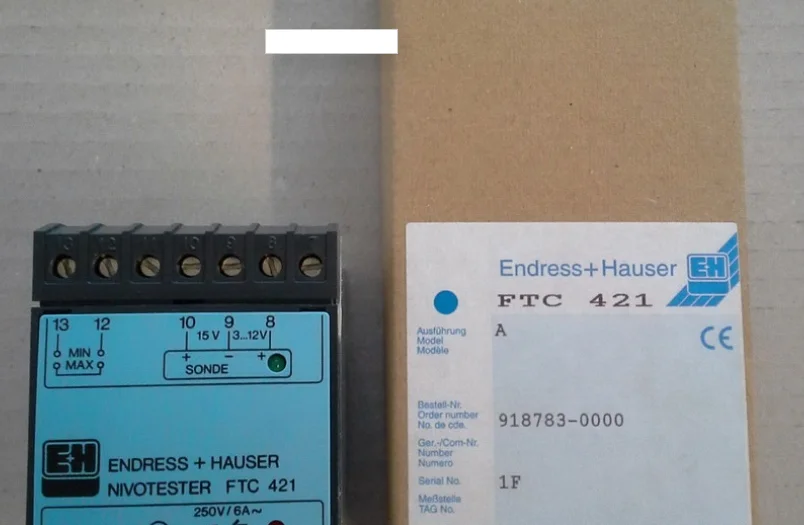 13 12 11 10 9 8 7
13 12 10 9 8
15 V 3...12V
MIN
MAX
+ − +
SONDE
E+H
ENDRESS + HAUSER
NIVOTESTER FTC 421
250V/6A~
Endress+Hauser
EH
FTC 421
Ausführung
Model
Modèle
A
CE
Bestell-Nr.
Order number
No. de cde.
918783-0000
Ger.-/Com-Nr.
Number
Numero
Serial No.
1F
Meßstelle
TAG No.